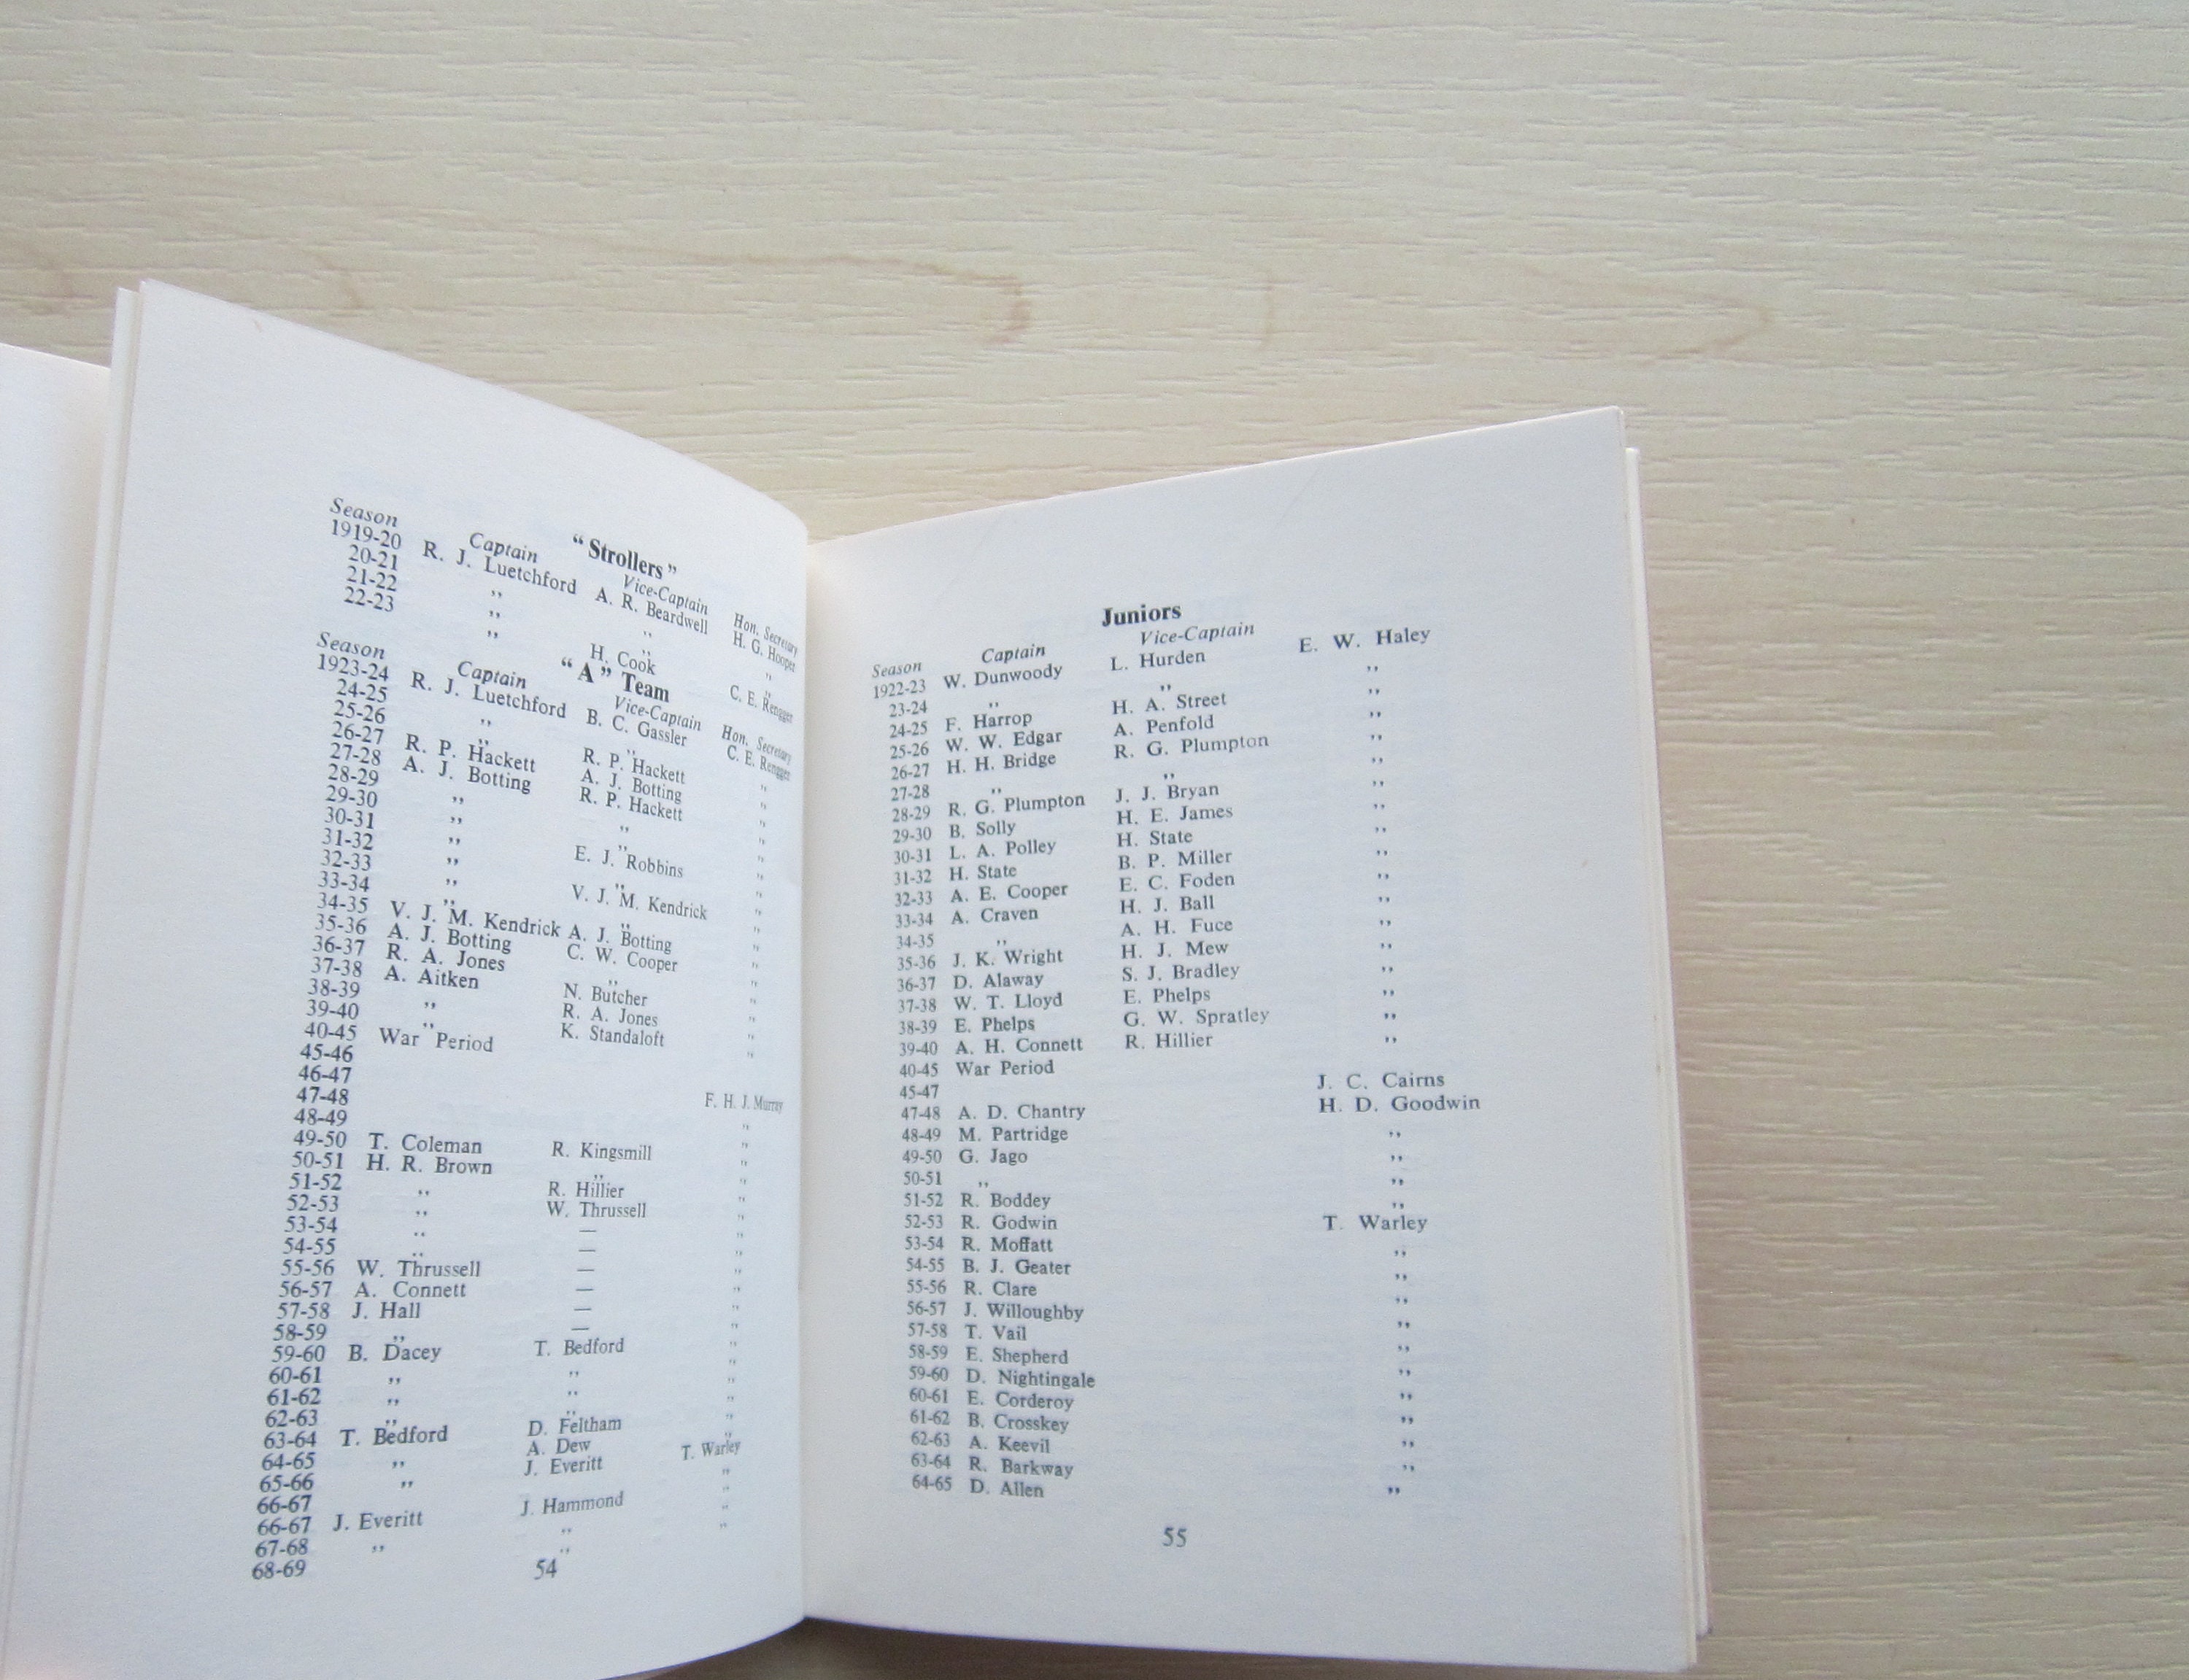 "Strollers"
Season Captain Vice-Captain Hon. Secretary
1919-20 R. J. Luetchford A. R. Beardwell H. G. Hooper
20-21 ,, ,, ,,
21-22 ,, ,, ,,
22-23 ,, H. Cook C. E. Renggen
"A" Team
Season Captain Vice-Captain Hon. Secretary
1923-24 R. J. Luetchford B. C. Gassler C. E. Renggen
24-25 ,, ,, ,,
25-26 ,, R. P. Hackett ,,
26-27 R. P. Hackett A. J. Botting ,,
27-28 A. J. Botting R. P. Hackett ,,
28-29 ,, ,, ,,
29-30 ,, ,, ,,
30-31 ,, E. J. Robbins ,,
31-32 ,, ,, ,,
32-33 ,, V. J. M. Kendrick ,,
33-34 ,, ,, ,,
34-35 V. J. M. Kendrick A. J. Botting ,,
35-36 A. J. Botting C. W. Cooper ,,
36-37 R. A. Jones ,, ,,
37-38 A. Aitken N. Butcher ,,
38-39 ,, R. A. Jones ,,
39-40 ,, K. Standaloft ,,
40-45 War Period
45-46
46-47
47-48 F. H. J. Murray
48-49 ,,
49-50 T. Coleman R. Kingsmill ,,
50-51 H. R. Brown ,, ,,
51-52 ,, R. Hillier ,,
52-53 ,, W. Thrussell ,,
53-54 ,, — ,,
54-55 ,, — ,,
55-56 W. Thrussell — ,,
56-57 A. Connett — ,,
57-58 J. Hall — ,,
58-59 ,, ,,
59-60 B. Dacey T. Bedford ,,
60-61 ,, ,, ,,
61-62 ,, ,, ,,
62-63 ,, ,, ,,
63-64 T. Bedford D. Feltham ,,
64-65 ,, A. Dew T. Warley
65-66 ,, J. Everitt ,,
66-67
66-67 J. Everitt J. Hammond ,,
67-68 ,, ,, ,,
68-69 ,,
54
Juniors
Season Captain Vice-Captain
1922-23 W. Dunwoody L. Hurden E. W. Haley
23-24 ,, ,, ,,
24-25 F. Harrop H. A. Street ,,
25-26 W. W. Edgar A. Penfold ,,
26-27 H. H. Bridge R. G. Plumpton ,,
27-28 ,, ,, ,,
28-29 R. G. Plumpton J. J. Bryan ,,
29-30 B. Solly H. E. James ,,
30-31 L. A. Polley H. State ,,
31-32 H. State B. P. Miller ,,
32-33 A. E. Cooper E. C. Foden ,,
33-34 A. Craven H. J. Ball ,,
34-35 ,, A. H. Fuce ,,
35-36 J. K. Wright H. J. Mew ,,
36-37 D. Alaway S. J. Bradley ,,
37-38 W. T. Lloyd E. Phelps ,,
38-39 E. Phelps G. W. Spratley ,,
39-40 A. H. Connett R. Hillier ,,
40-45 War Period
45-47 J. C. Cairns
47-48 A. D. Chantry H. D. Goodwin
48-49 M. Partridge ,,
49-50 G. Jago ,,
50-51 ,, ,,
51-52 R. Boddey ,,
52-53 R. Godwin T. Warley
53-54 R. Moffatt ,,
54-55 B. J. Geater ,,
55-56 R. Clare ,,
56-57 J. Willoughby ,,
57-58 T. Vail ,,
58-59 E. Shepherd ,,
59-60 D. Nightingale ,,
60-61 E. Corderoy ,,
61-62 B. Crosskey ,,
62-63 A. Keevil ,,
63-64 R. Barkway ,,
64-65 D. Allen ,,
55